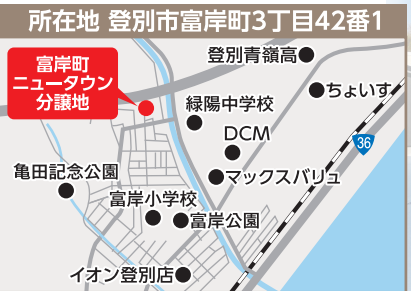 所在地 登別市富岸町3丁目42番1
登別青嶺高
富岸町
ニュータウン
分譲地
ちょいす
緑陽中学校
DCM
36
亀田記念公園
マックスバリュ
富岸小学校
富岸公園
イオン登別店